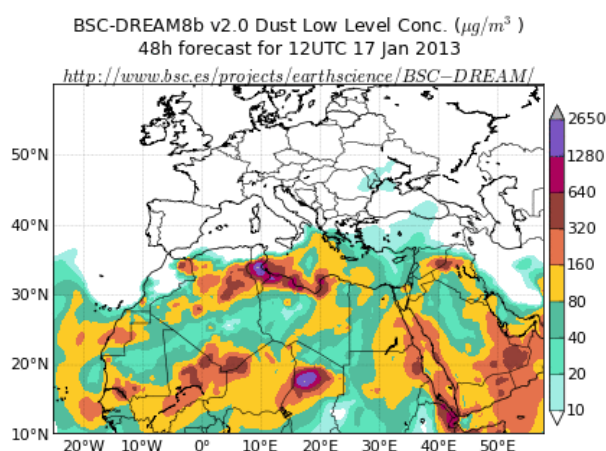 BSC-DREAM8b v2.0 Dust Low Level Conc. (μg/m³ )
48h forecast for 12UTC 17 Jan 2013
http://www.bsc.es/projects/earthscience/BSC−DREAM/
50°N
40°N
30°N
20°N
10°N
20°W
10°W
0°
10°E
20°E
30°E
40°E
50°E
2650
1280
640
320
160
80
40
20
10